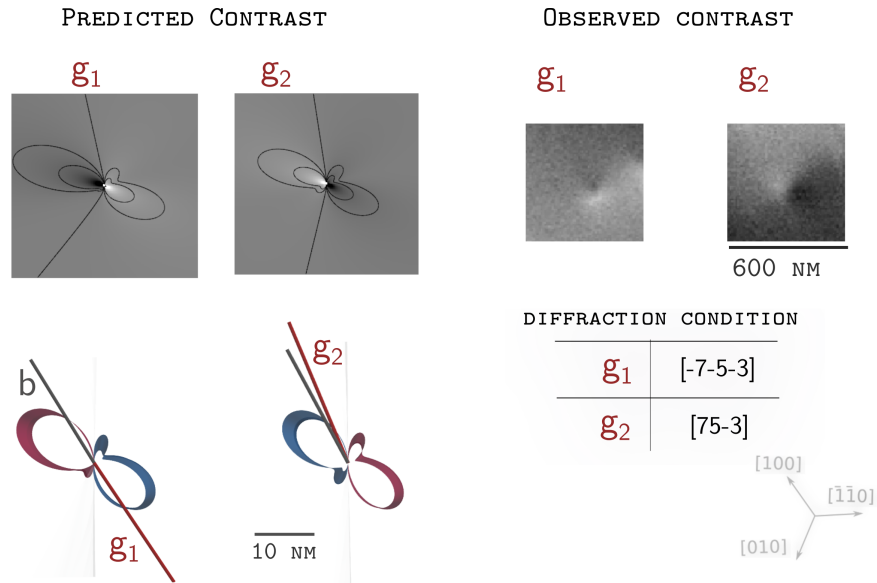 PREDICTED CONTRAST
OBSERVED CONTRAST
g1
g2
g1
g2
600 NM
b
g1
g2
10 NM
DIFFRACTION CONDITION
g1 [-7-5-3]
g2 [75-3]
[100]
[1̅1̅0]
[010]